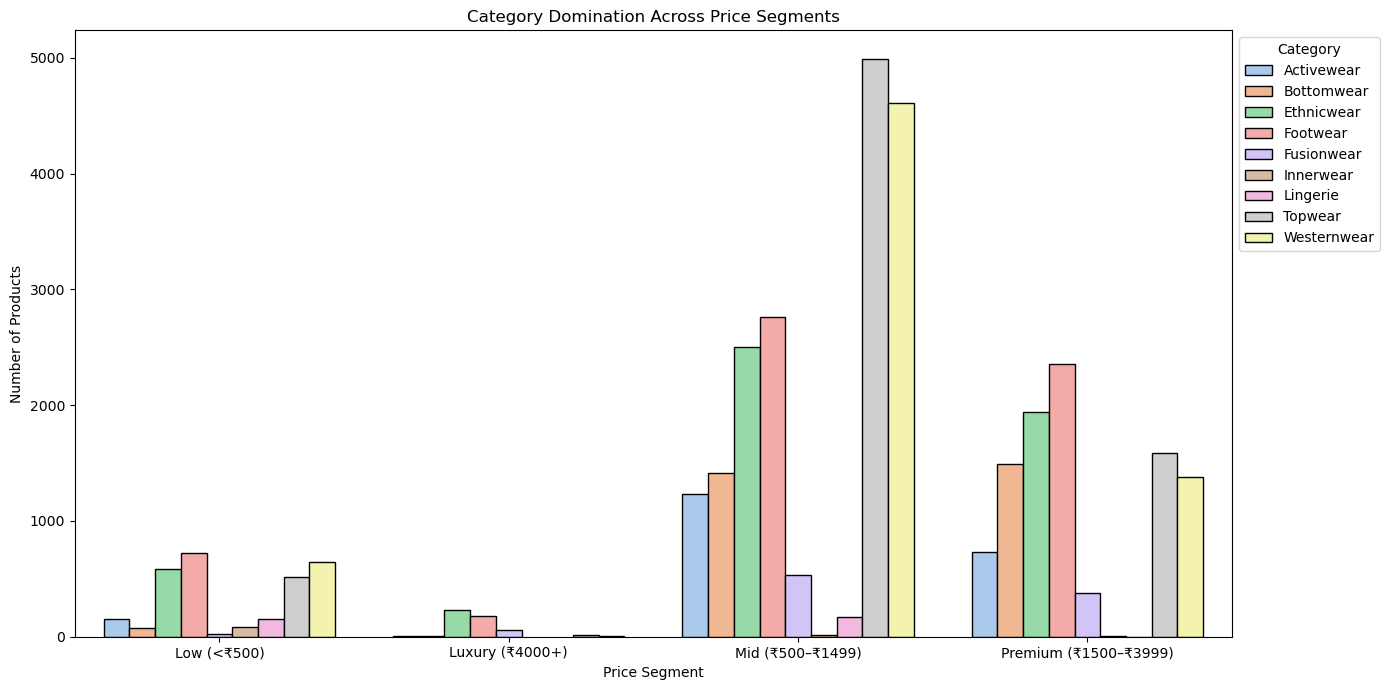 Category Domination Across Price Segments
Number of Products
5000
4000
3000
2000
1000
0
Low (<₹500)
Luxury (₹4000+)
Mid (₹500–₹1499)
Premium (₹1500–₹3999)
Price Segment
Category
Activewear
Bottomwear
Ethnicwear
Footwear
Fusionwear
Innerwear
Lingerie
Topwear
Westernwear